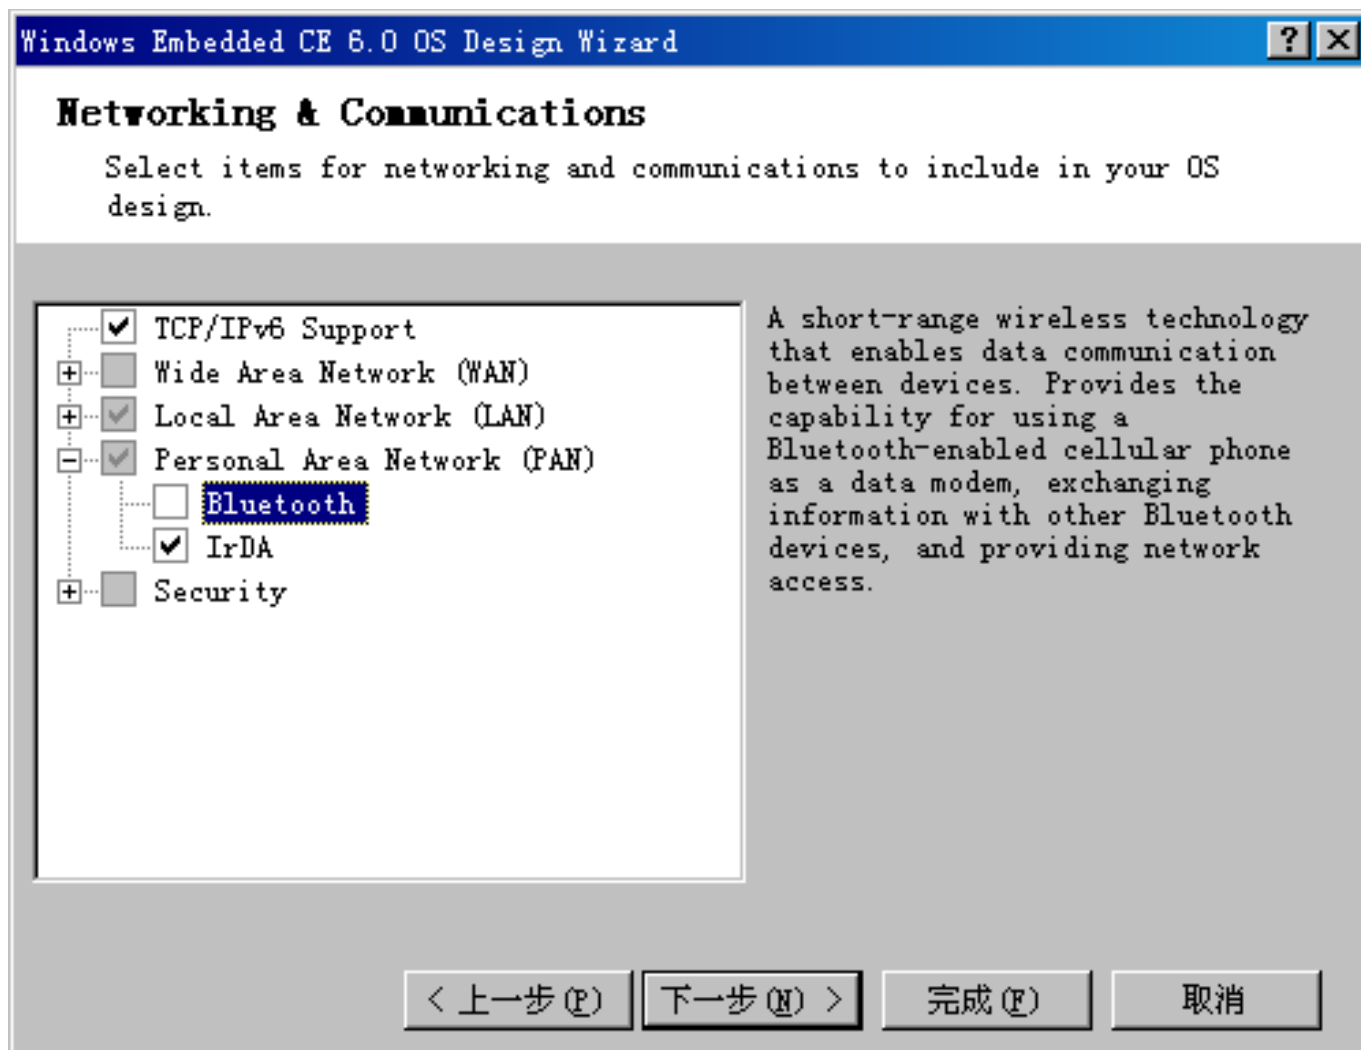 Windows Embedded CE 6.0 OS Design Wizard
Networking & Communications
Select items for networking and communications to include in your OS
design.
TCP/IPv6 Support
Wide Area Network (WAN)
Local Area Network (LAN)
Personal Area Network (PAN)
Bluetooth
IrDA
Security
A short-range wireless technology
that enables data communication
between devices. Provides the
capability for using a
Bluetooth-enabled cellular phone
as a data modem, exchanging
information with other Bluetooth
devices, and providing network
access.
< 上一步(P)
下一步(N) >
完成(F)
取消